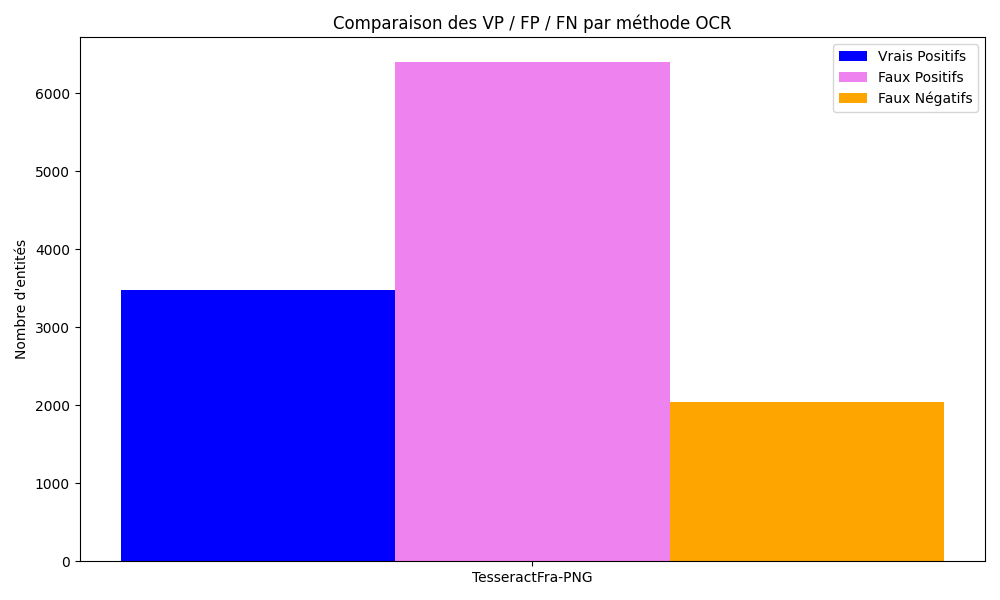 Comparaison des VP / FP / FN par méthode OCR
Vrais Positifs
Faux Positifs
Faux Négatifs
Nombre d'entités
6000
5000
4000
3000
2000
1000
0
TesseractFra-PNG